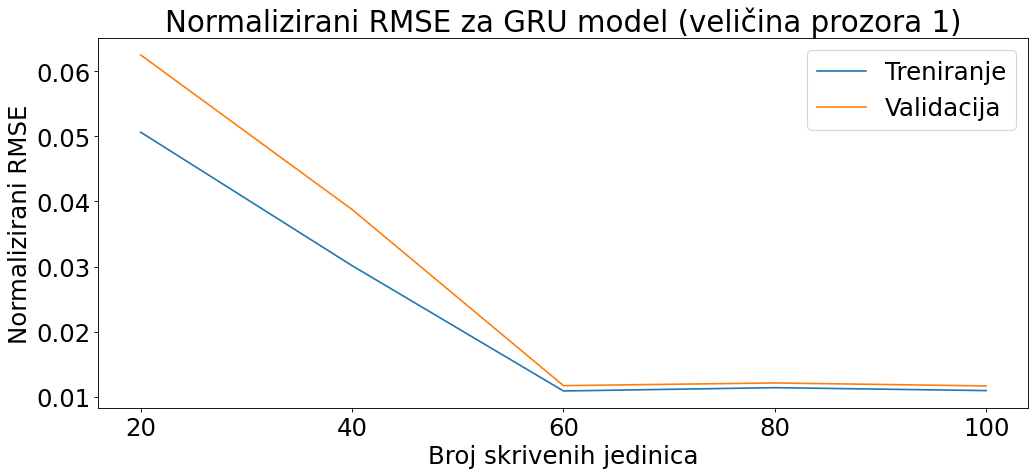 Normalizirani RMSE za GRU model (veličina prozora 1)
Treniranje
Validacija
Normalizirani RMSE
0.06
0.05
0.04
0.03
0.02
0.01
20 40 60 80 100
Broj skrivenih jedinica